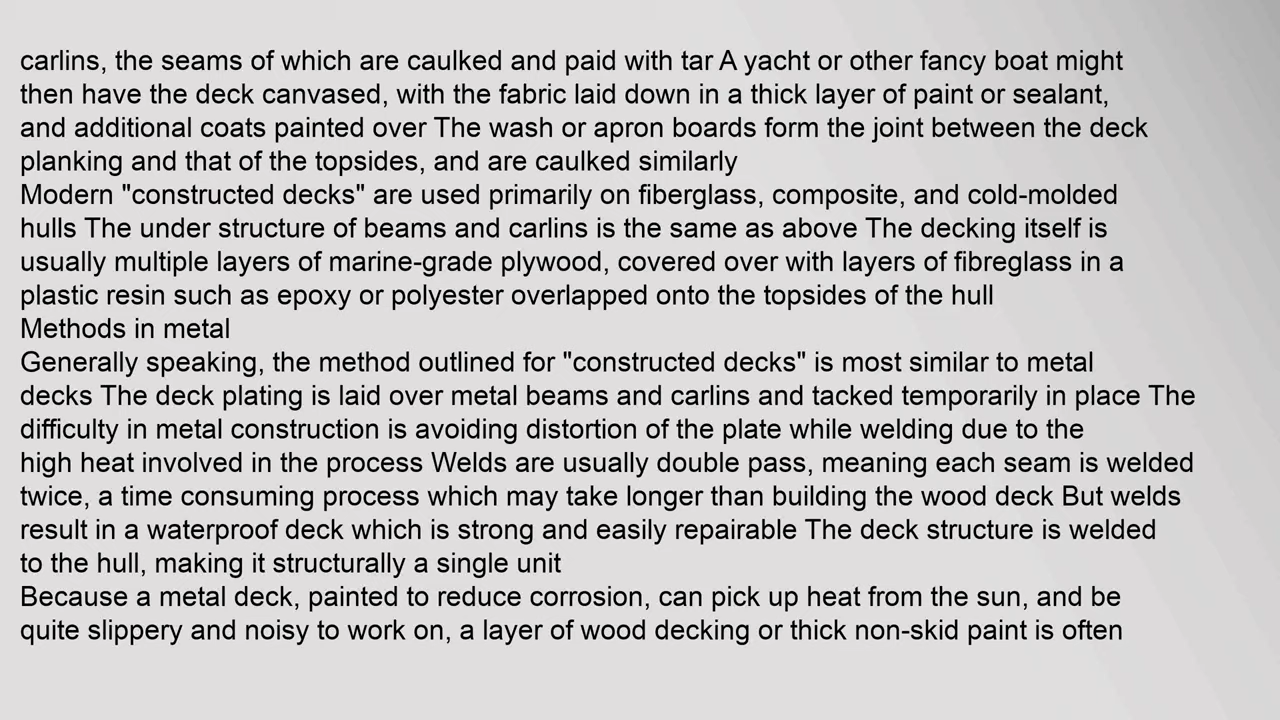 carlins, the seams of which are caulked and paid with tar A yacht or other fancy boat might
then have the deck canvased, with the fabric laid down in a thick layer of paint or sealant,
and additional coats painted over The wash or apron boards form the joint between the deck
planking and that of the topsides, and are caulked similarly
Modern "constructed decks" are used primarily on fiberglass, composite, and cold-molded
hulls The under structure of beams and carlins is the same as above The decking itself is
usually multiple layers of marine-grade plywood, covered over with layers of fibreglass in a
plastic resin such as epoxy or polyester overlapped onto the topsides of the hull
Methods in metal
Generally speaking, the method outlined for "constructed decks" is most similar to metal
decks The deck plating is laid over metal beams and carlins and tacked temporarily in place The
difficulty in metal construction is avoiding distortion of the plate while welding due to the
high heat involved in the process Welds are usually double pass, meaning each seam is welded
twice, a time consuming process which may take longer than building the wood deck But welds
result in a waterproof deck which is strong and easily repairable The deck structure is welded
to the hull, making it structurally a single unit
Because a metal deck, painted to reduce corrosion, can pick up heat from the sun, and be
quite slippery and noisy to work on, a layer of wood decking or thick non-skid paint is often